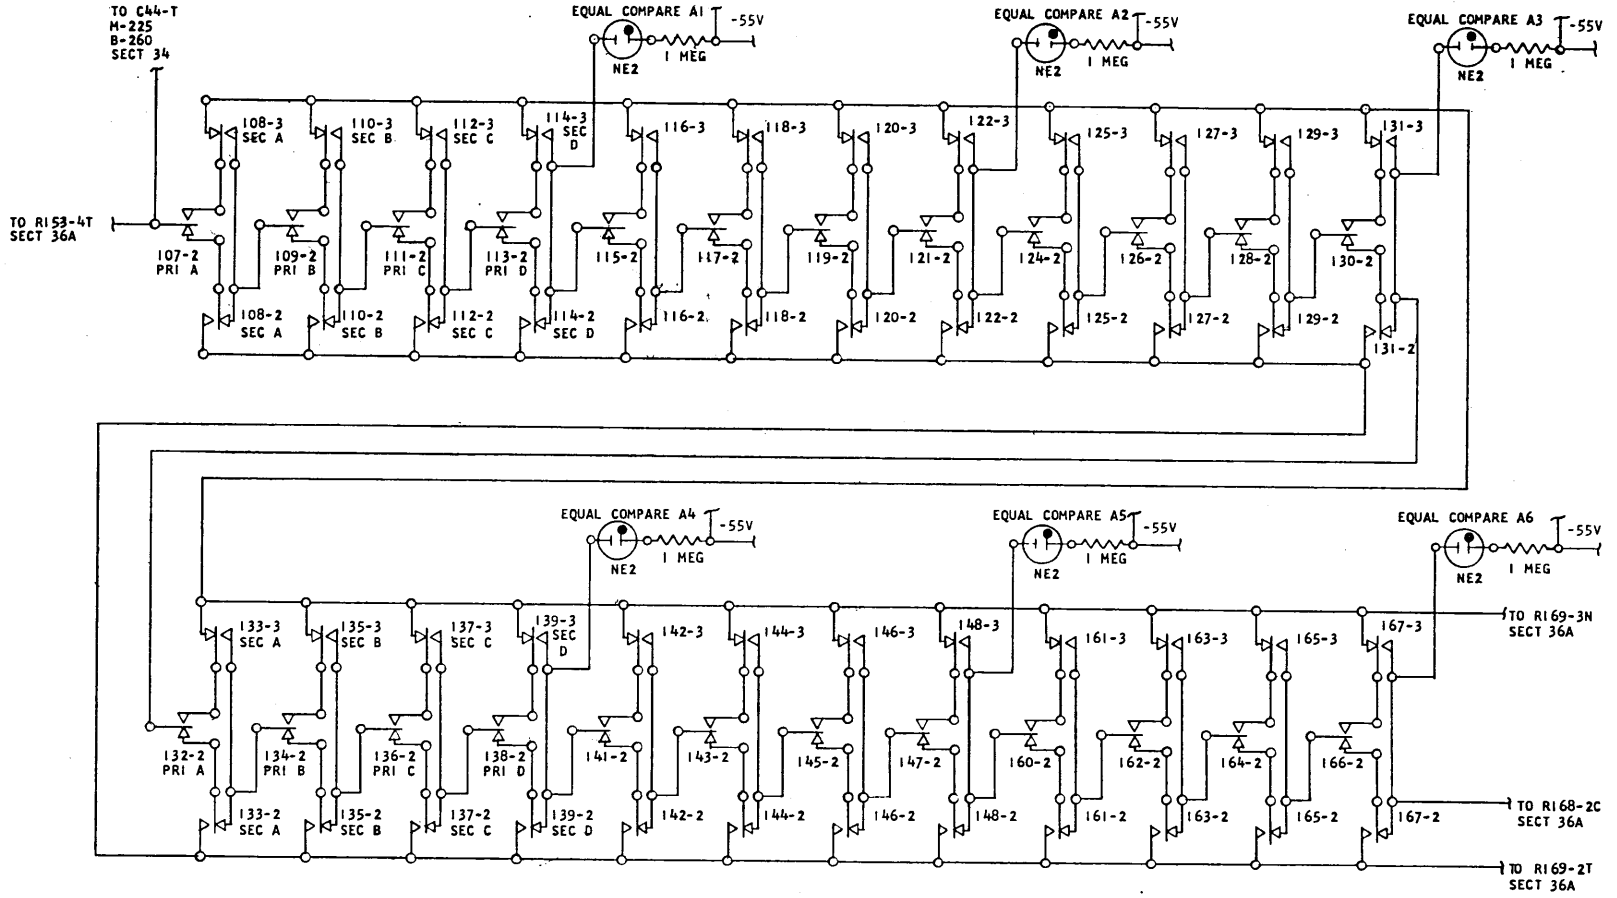 TO C44-T
M-225
B-260
SECT 34
EQUAL COMPARE A1
-55V
1 MEG
NE2
EQUAL COMPARE A2
-55V
1 MEG
NE2
EQUAL COMPARE A3
-55V
1 MEG
NE2
108-3
SEC A
110-3
SEC B
112-3
SEC C
114-3
SEC
D
116-3
118-3
120-3
122-3
125-3
127-3
129-3
131-3
TO R153-4T
SECT 36A
107-2
PRI A
109-2
PRI B
111-2
PRI C
113-2
PRI D
115-2
117-2
119-2
121-2
124-2
126-2
128-2
130-2
108-2
SEC A
110-2
SEC B
112-2
SEC C
114-2
SEC D
116-2
118-2
120-2
122-2
125-2
127-2
129-2
131-2
EQUAL COMPARE A4
-55V
1 MEG
NE2
EQUAL COMPARE A5
-55V
1 MEG
NE2
EQUAL COMPARE A6
-55V
1 MEG
NE2
133-3
SEC A
135-3
SEC B
137-3
SEC C
139-3
SEC
D
142-3
144-3
146-3
148-3
161-3
163-3
165-3
167-3
TO R169-3N
SECT 36A
132-2
PRI A
134-2
PRI B
136-2
PRI C
138-2
PRI D
141-2
143-2
145-2
147-2
160-2
162-2
164-2
166-2
133-2
SEC A
135-2
SEC B
137-2
SEC C
139-2
SEC D
142-2
144-2
146-2
148-2
161-2
163-2
165-2
167-2
TO R168-2C
SECT 36A
TO R169-2T
SECT 36A